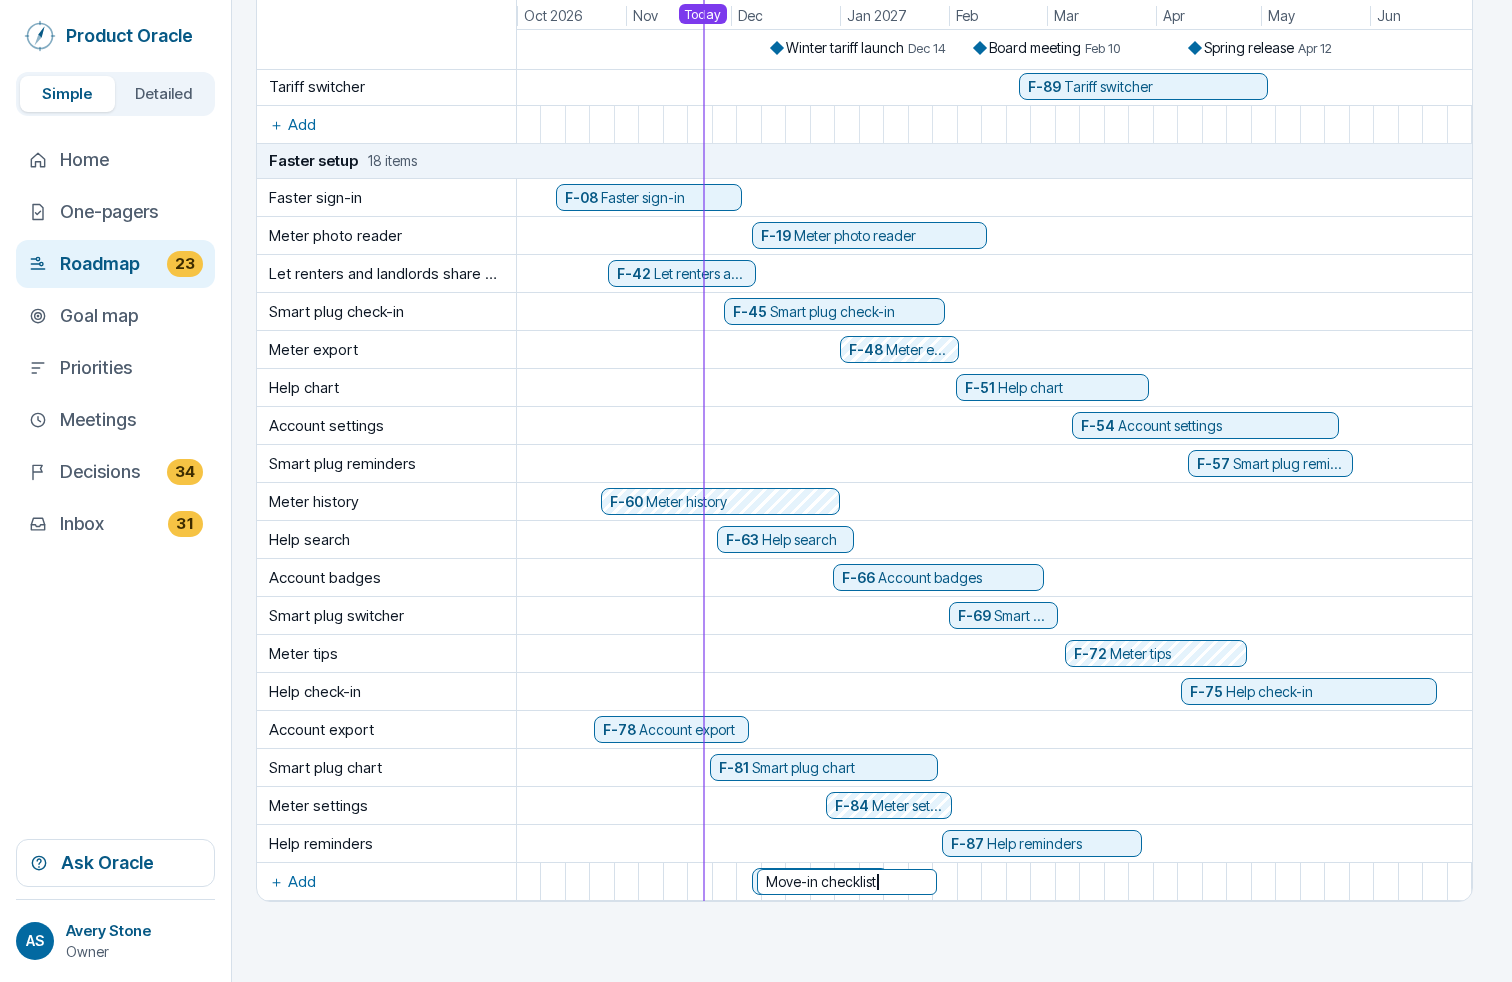 Product Oracle
Simple Detailed
Home
One-pagers
Roadmap 23
Goal map
Priorities
Meetings
Decisions 34
Inbox 31
Ask Oracle
AS Avery Stone
Owner
Oct 2026 Nov Today Dec Jan 2027 Feb Mar Apr May Jun
Winter tariff launch Dec 14 Board meeting Feb 10 Spring release Apr 12
Tariff switcher F-89 Tariff switcher
+ Add
Faster setup 18 items
Faster sign-in F-08 Faster sign-in
Meter photo reader F-19 Meter photo reader
Let renters and landlords share ... F-42 Let renters a...
Smart plug check-in F-45 Smart plug check-in
Meter export F-48 Meter e...
Help chart F-51 Help chart
Account settings F-54 Account settings
Smart plug reminders F-57 Smart plug remi...
Meter history F-60 Meter history
Help search F-63 Help search
Account badges F-66 Account badges
Smart plug switcher F-69 Smart ...
Meter tips F-72 Meter tips
Help check-in F-75 Help check-in
Account export F-78 Account export
Smart plug chart F-81 Smart plug chart
Meter settings F-84 Meter set...
Help reminders F-87 Help reminders
+ Add Move-in checklist